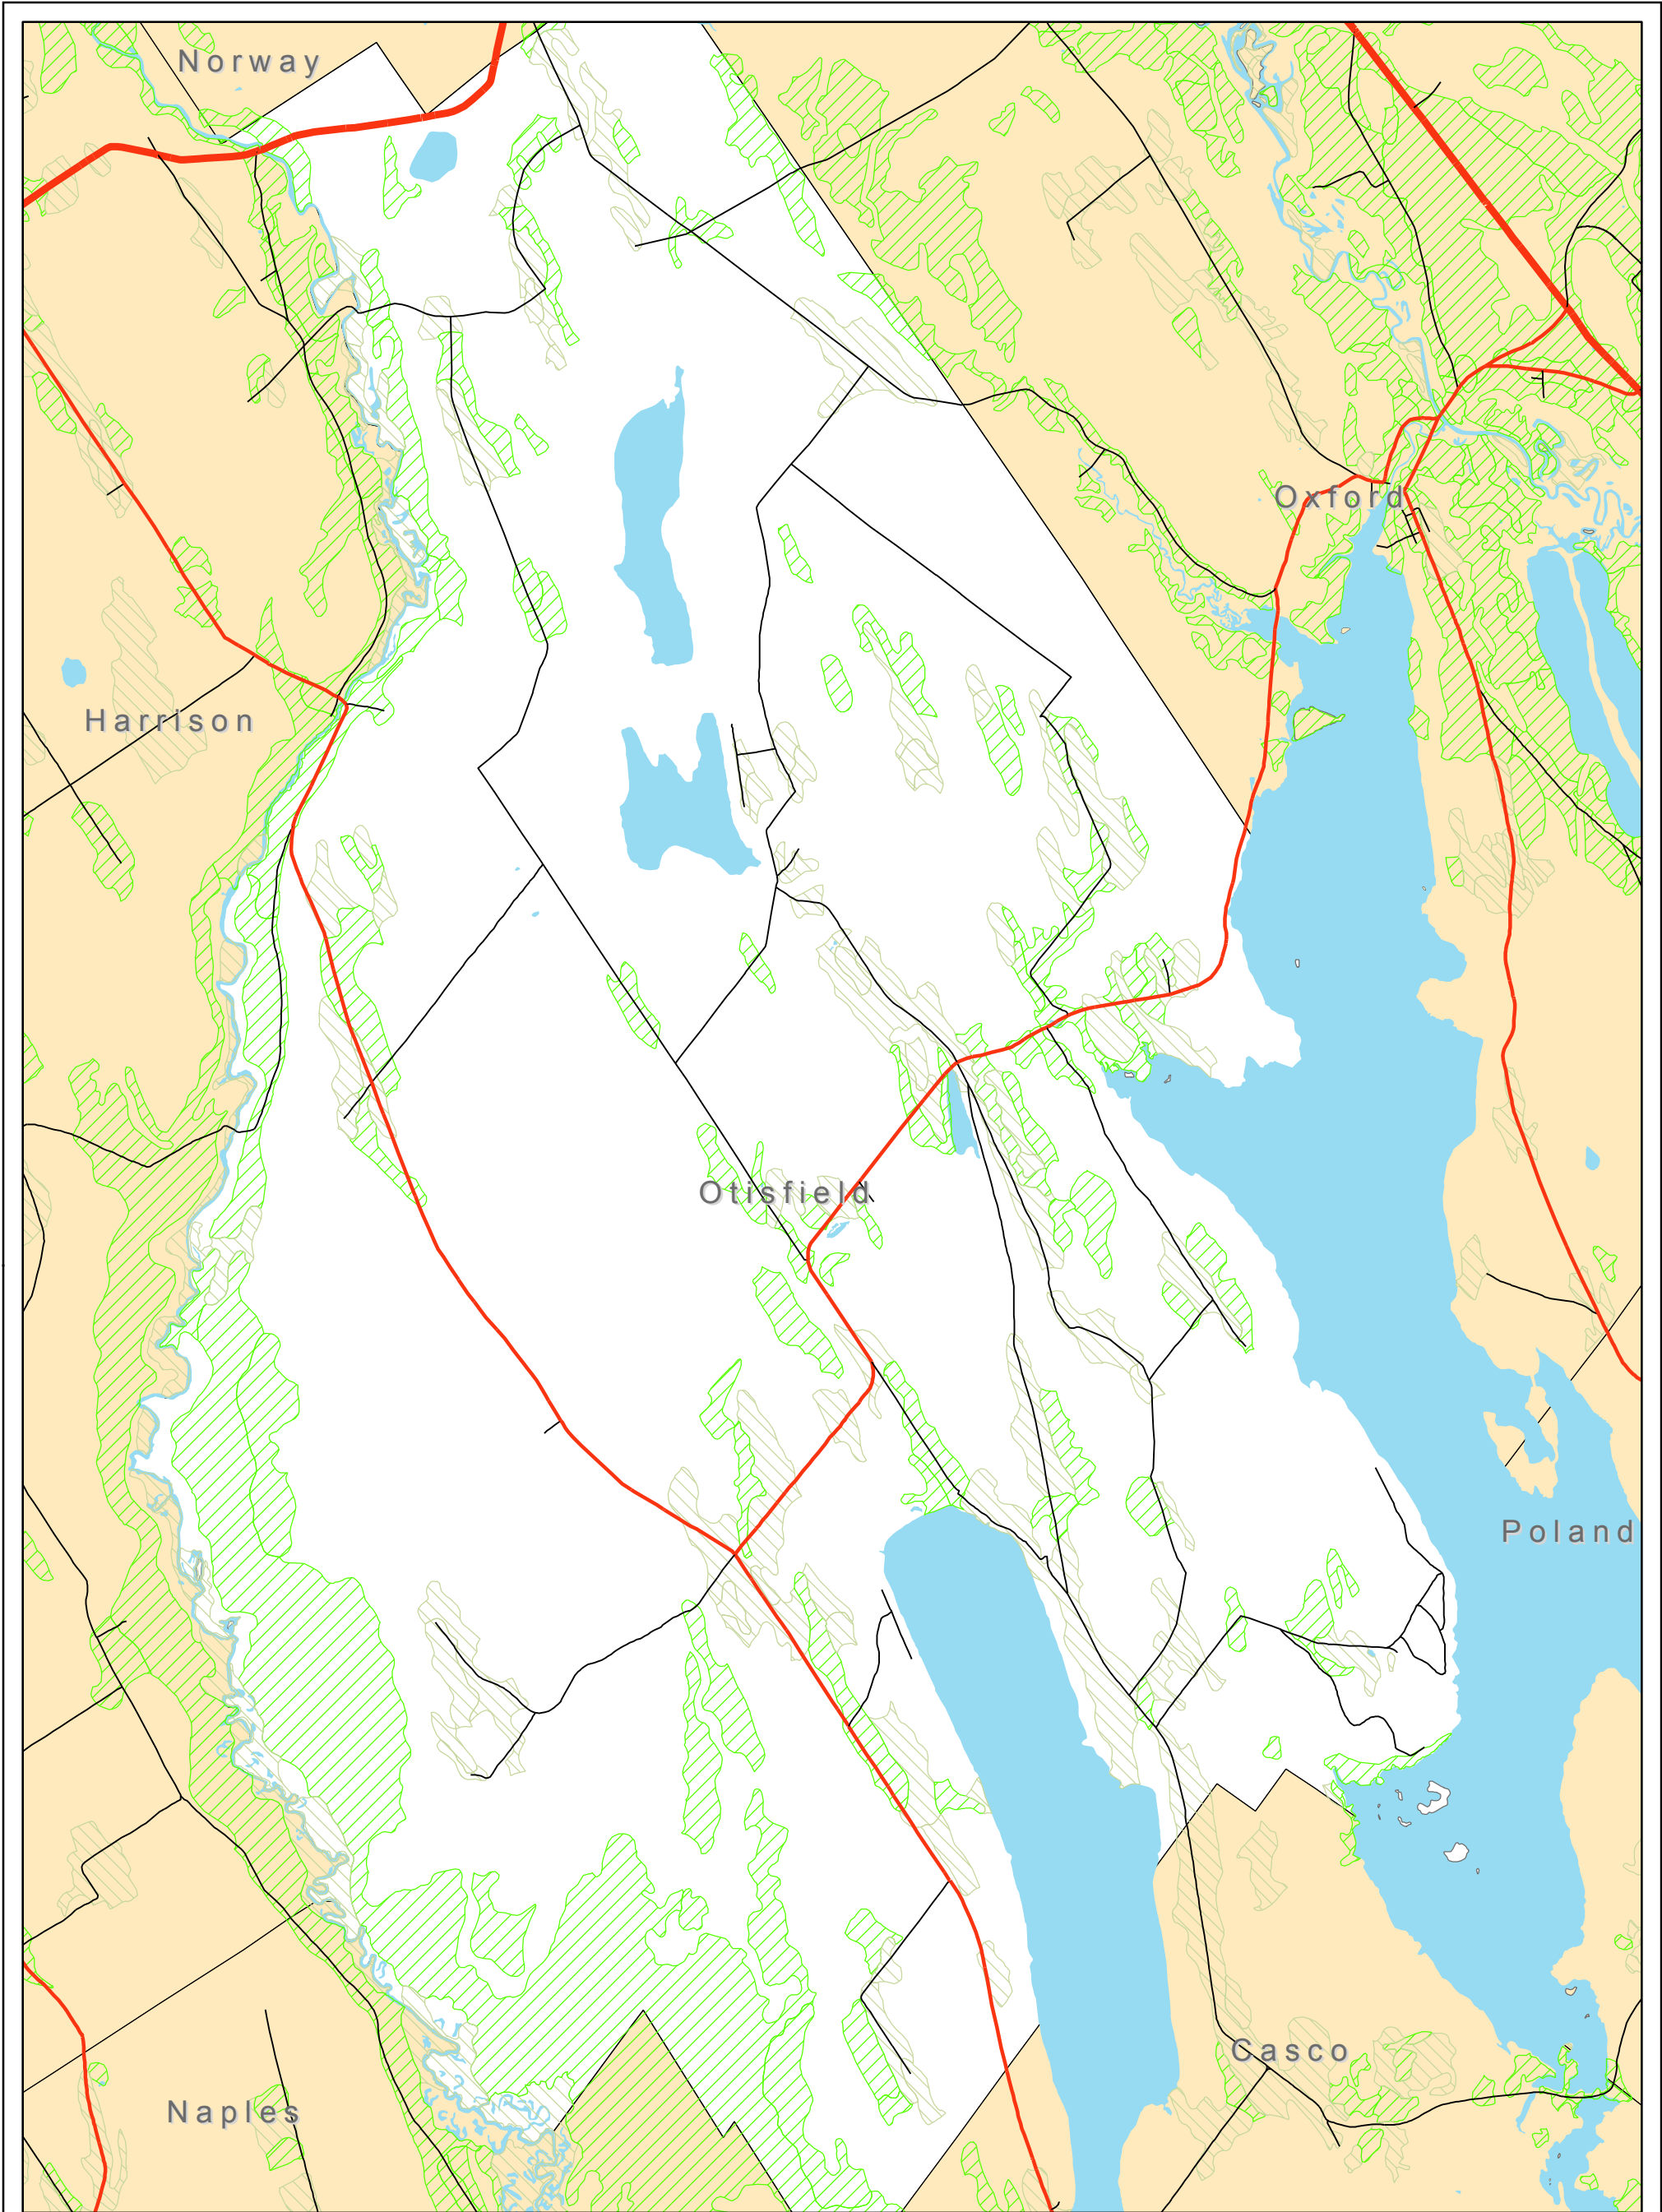 Norway
Oxford
Harrison
Otisfield
Poland
Casco
Naples